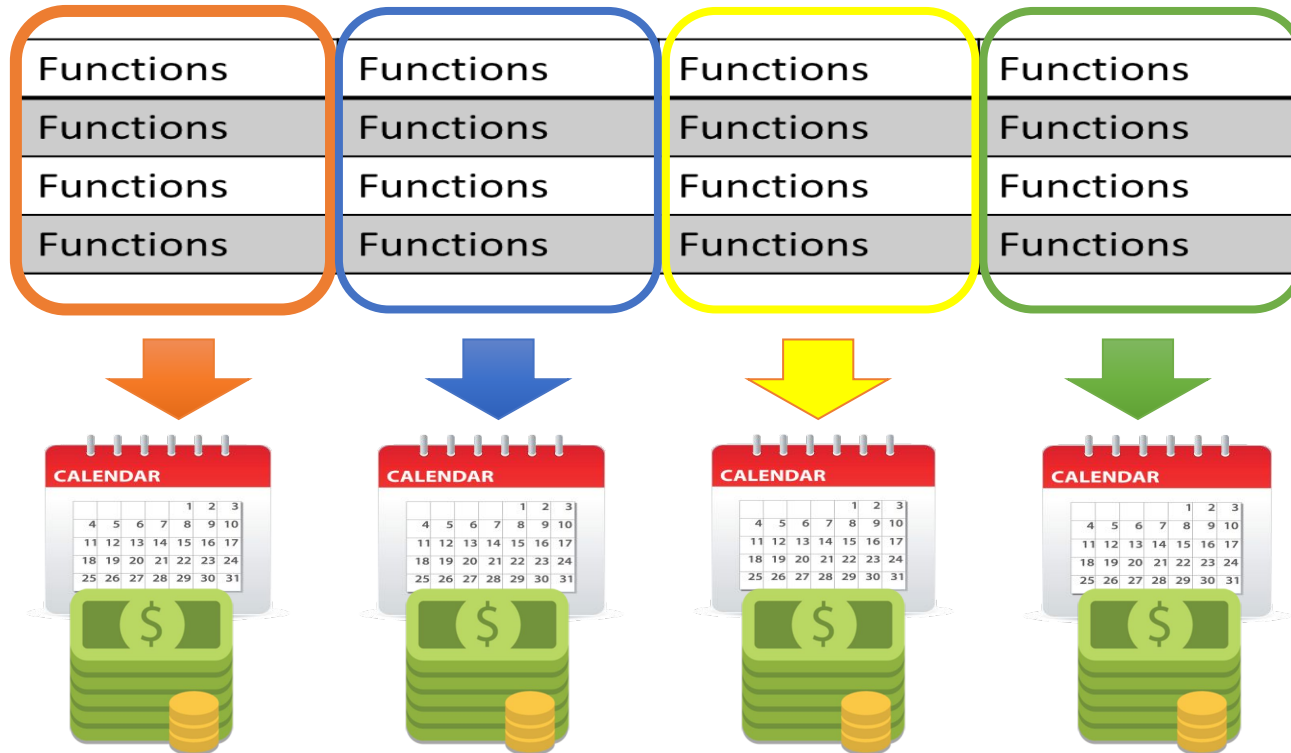 Functions Functions Functions Functions
Functions Functions Functions Functions
Functions Functions Functions Functions
Functions Functions Functions Functions
CALENDAR CALENDAR CALENDAR CALENDAR
1 2 3 1 2 3 1 2 3 1 2 3
4 5 6 7 8 9 10 4 5 6 7 8 9 10 4 5 6 7 8 9 10 4 5 6 7 8 9 10
11 12 13 14 15 16 17 11 12 13 14 15 16 17 11 12 13 14 15 16 17 11 12 13 14 15 16 17
18 19 20 21 22 23 24 18 19 20 21 22 23 24 18 19 20 21 22 23 24 18 19 20 21 22 23 24
25 26 27 28 29 30 31 25 26 27 28 29 30 31 25 26 27 28 29 30 31 25 26 27 28 29 30 31
$ $ $ $